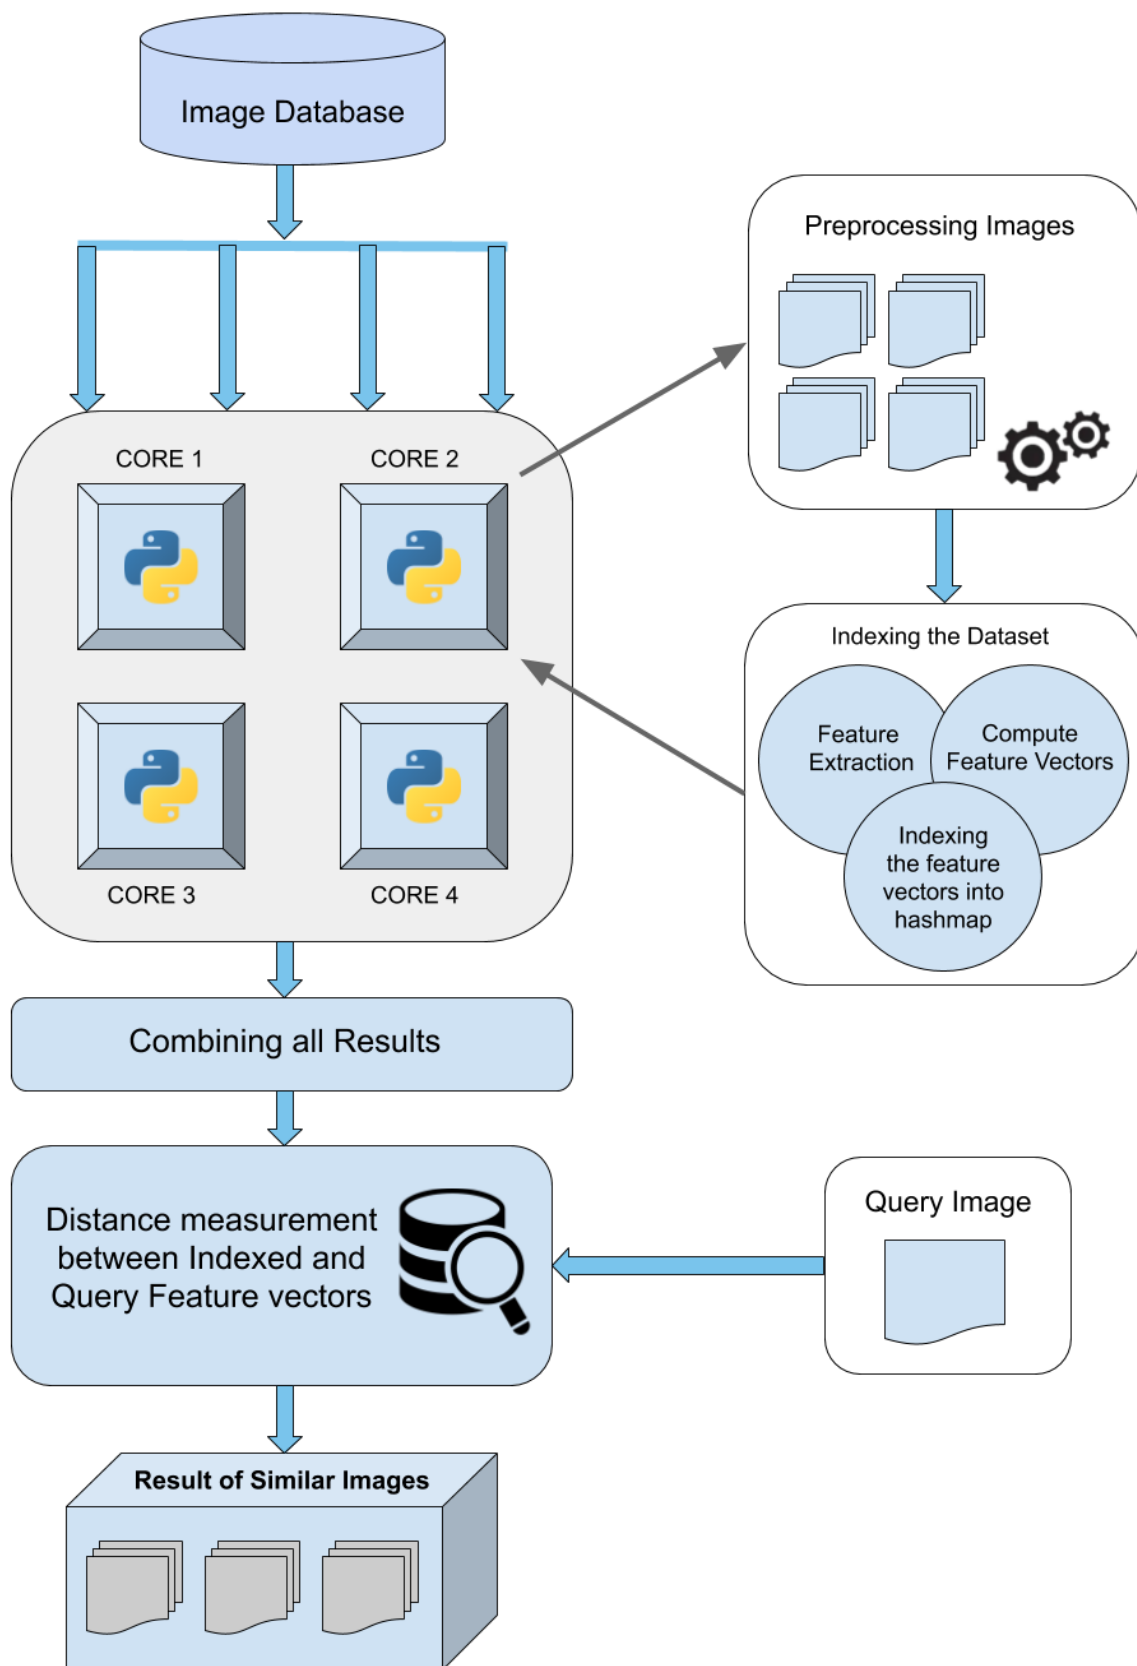 Image Database
Preprocessing Images
CORE 1
CORE 2
CORE 3
CORE 4
Indexing the Dataset
Feature
Extraction
Compute
Feature Vectors
Indexing
the feature
vectors into
hashmap
Combining all Results
Distance measurement
between Indexed and
Query Feature vectors
Query Image
Result of Similar Images